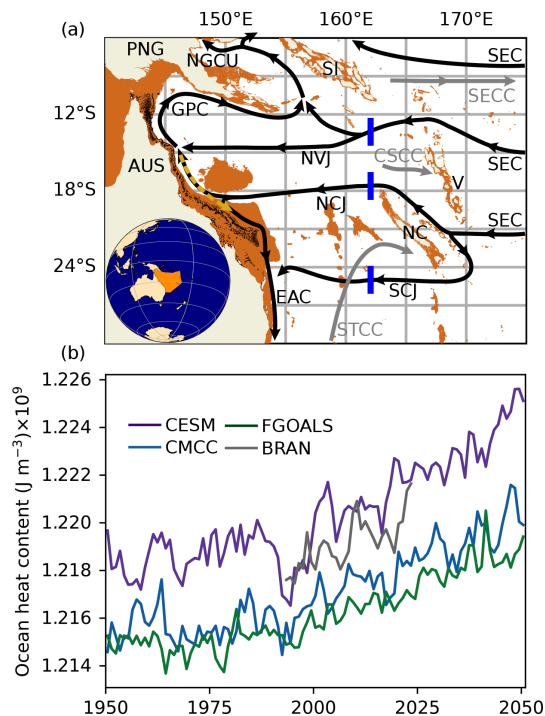 150°E 160°E 170°E
(a)
PNG
NGCU
SI
SEC
SECC
GPC
12°S
AUS
NVJ
CSCC
SEC
18°S
NCJ
V
NC
SEC
24°S
EAC
SCJ
STCC
(b)
1.226
1.224
1.222
1.220
1.218
1.216
1.214
Ocean heat content (J m⁻³)×10⁹
CESM FGOALS
CMCC BRAN
1950 1975 2000 2025 2050